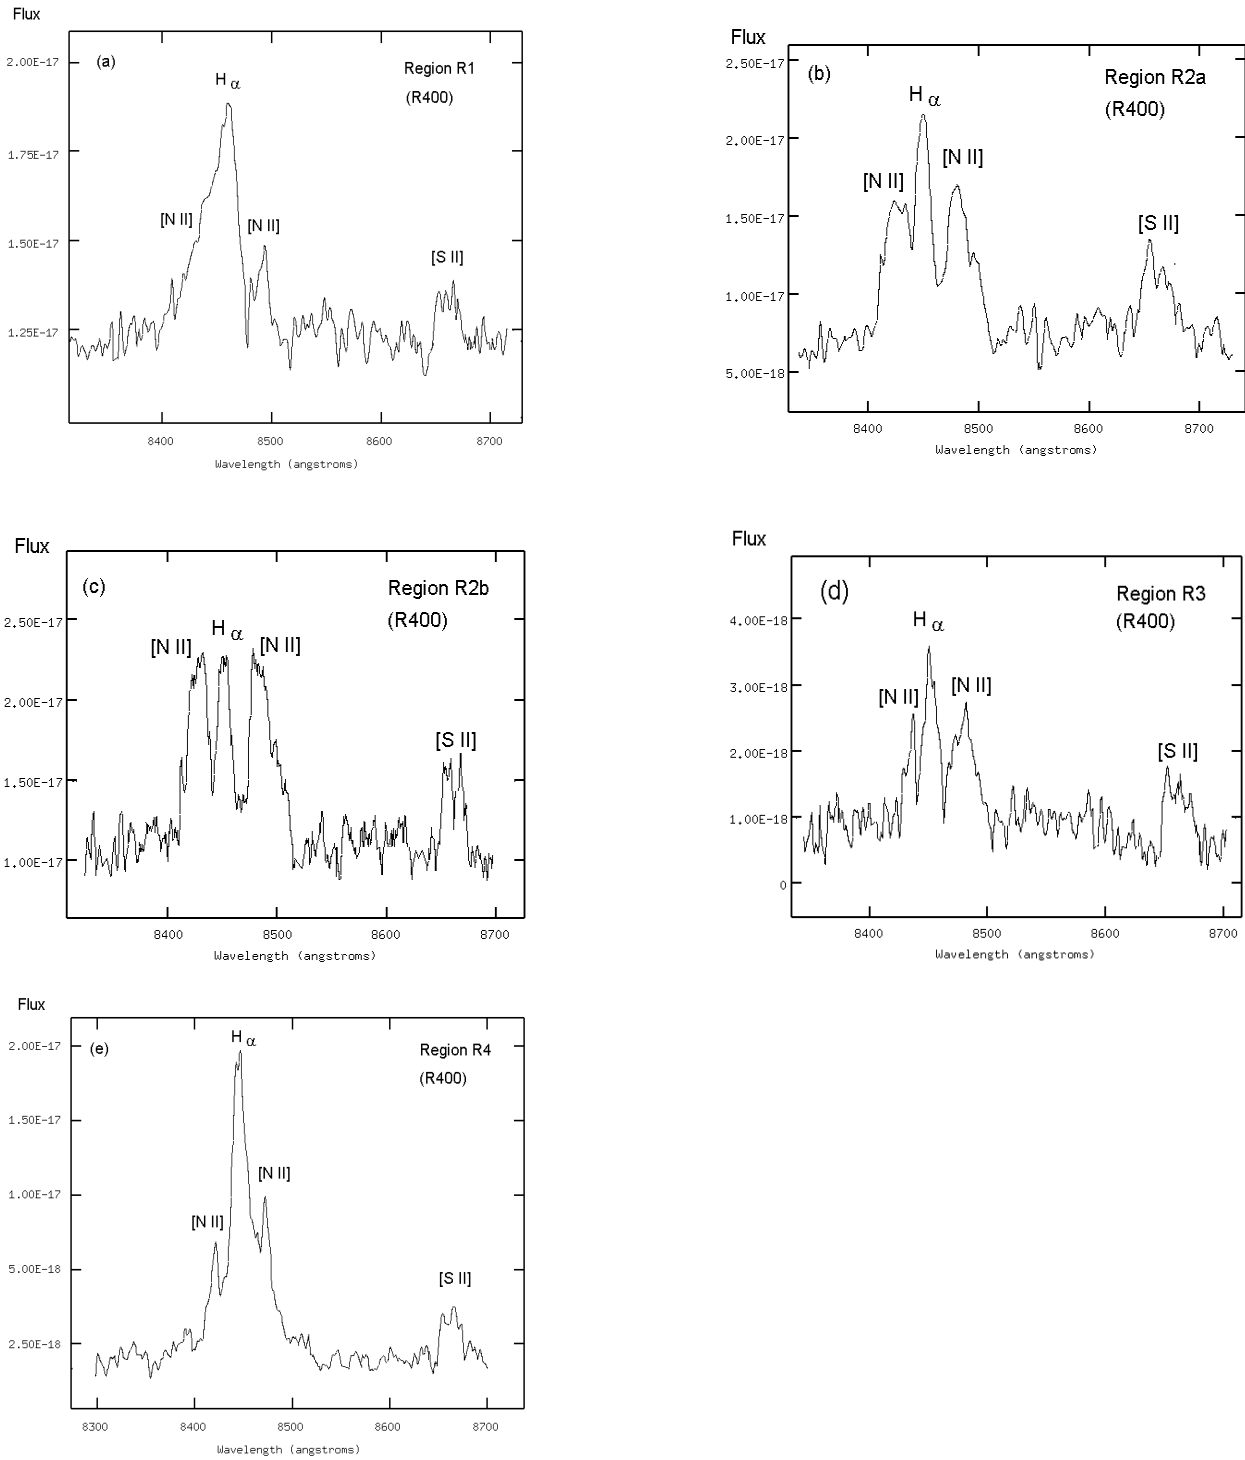 Flux
(a)
Region R1
(R400)
H α
[N II]
[N II]
[S II]
2.00E-17
1.75E-17
1.50E-17
1.25E-17
8400 8500 8600 8700
Wavelength (angstroms)
Flux
(b)
Region R2a
(R400)
H α
[N II]
[N II]
[S II]
2.50E-17
2.00E-17
1.50E-17
1.00E-17
5.00E-18
8400 8500 8600 8700
Wavelength (angstroms)
Flux
(c)
Region R2b
(R400)
H α
[N II]
[N II]
[S II]
2.50E-17
2.00E-17
1.50E-17
1.00E-17
8400 8500 8600 8700
Wavelength (angstroms)
Flux
(d)
Region R3
(R400)
H α
[N II]
[N II]
[S II]
4.00E-18
3.00E-18
2.00E-18
1.00E-18
0
8400 8500 8600 8700
Wavelength (angstroms)
Flux
(e)
Region R4
(R400)
H α
[N II]
[N II]
[S II]
2.00E-17
1.50E-17
1.00E-17
5.00E-18
2.50E-18
8300 8400 8500 8600 8700
Wavelength (angstroms)